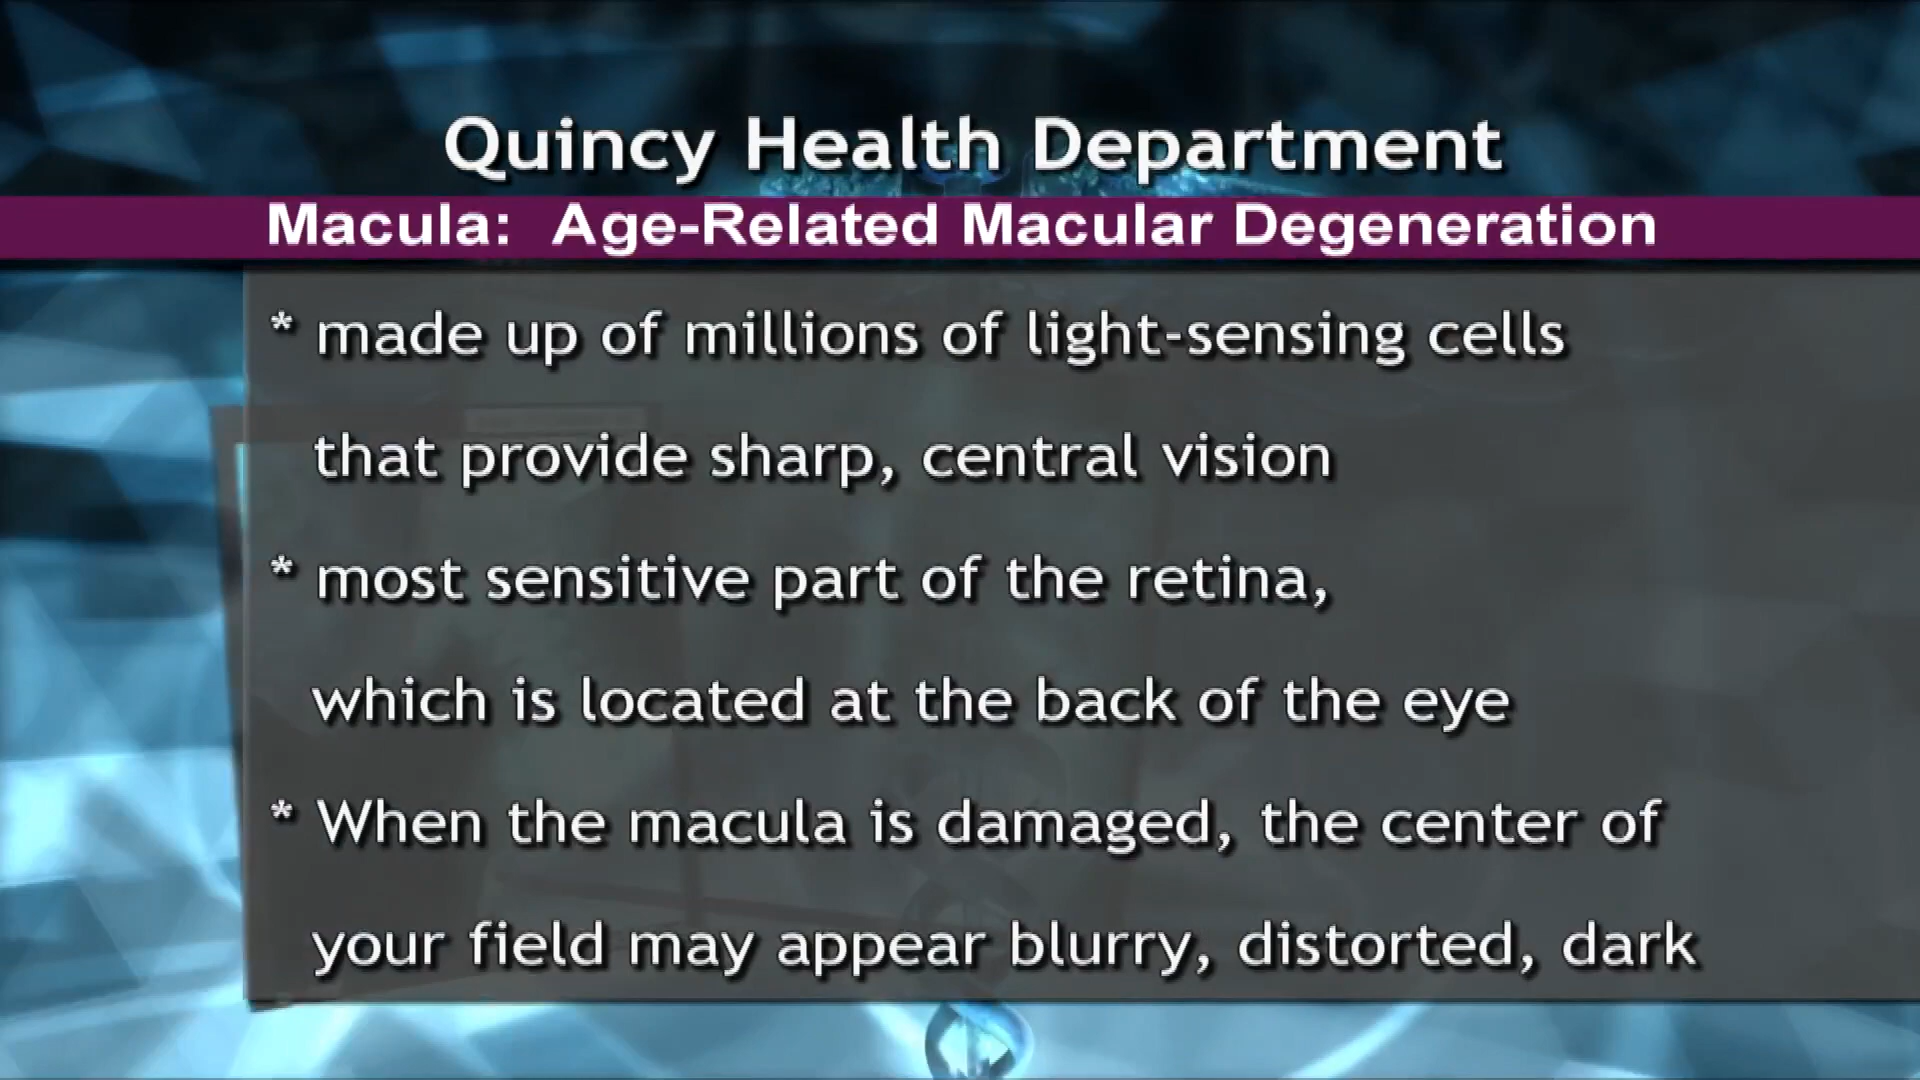 Quincy Health Department
Macula:  Age-Related Macular Degeneration
* made up of millions of light-sensing cells
that provide sharp, central vision
* most sensitive part of the retina,
which is located at the back of the eye
* When the macula is damaged, the center of
your field may appear blurry, distorted, dark